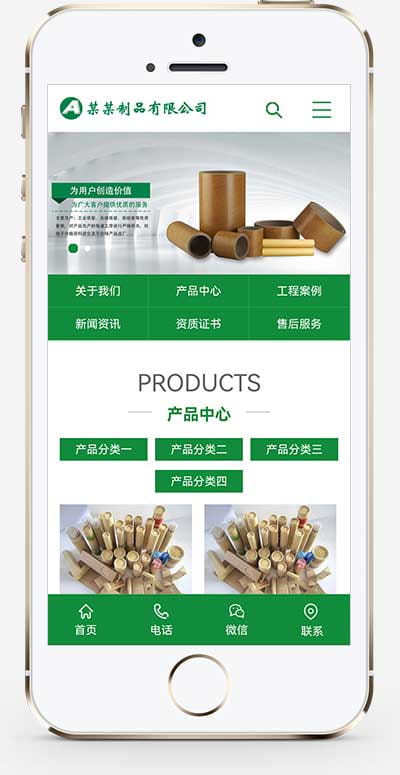 某某制品有限公司
为用户创造价值
为广大客户提供优质的服务
关于我们 产品中心 工程案例
新闻资讯 资质证书 售后服务
PRODUCTS
产品中心
产品分类一 产品分类二 产品分类三
产品分类四
首页 电话 微信 联系